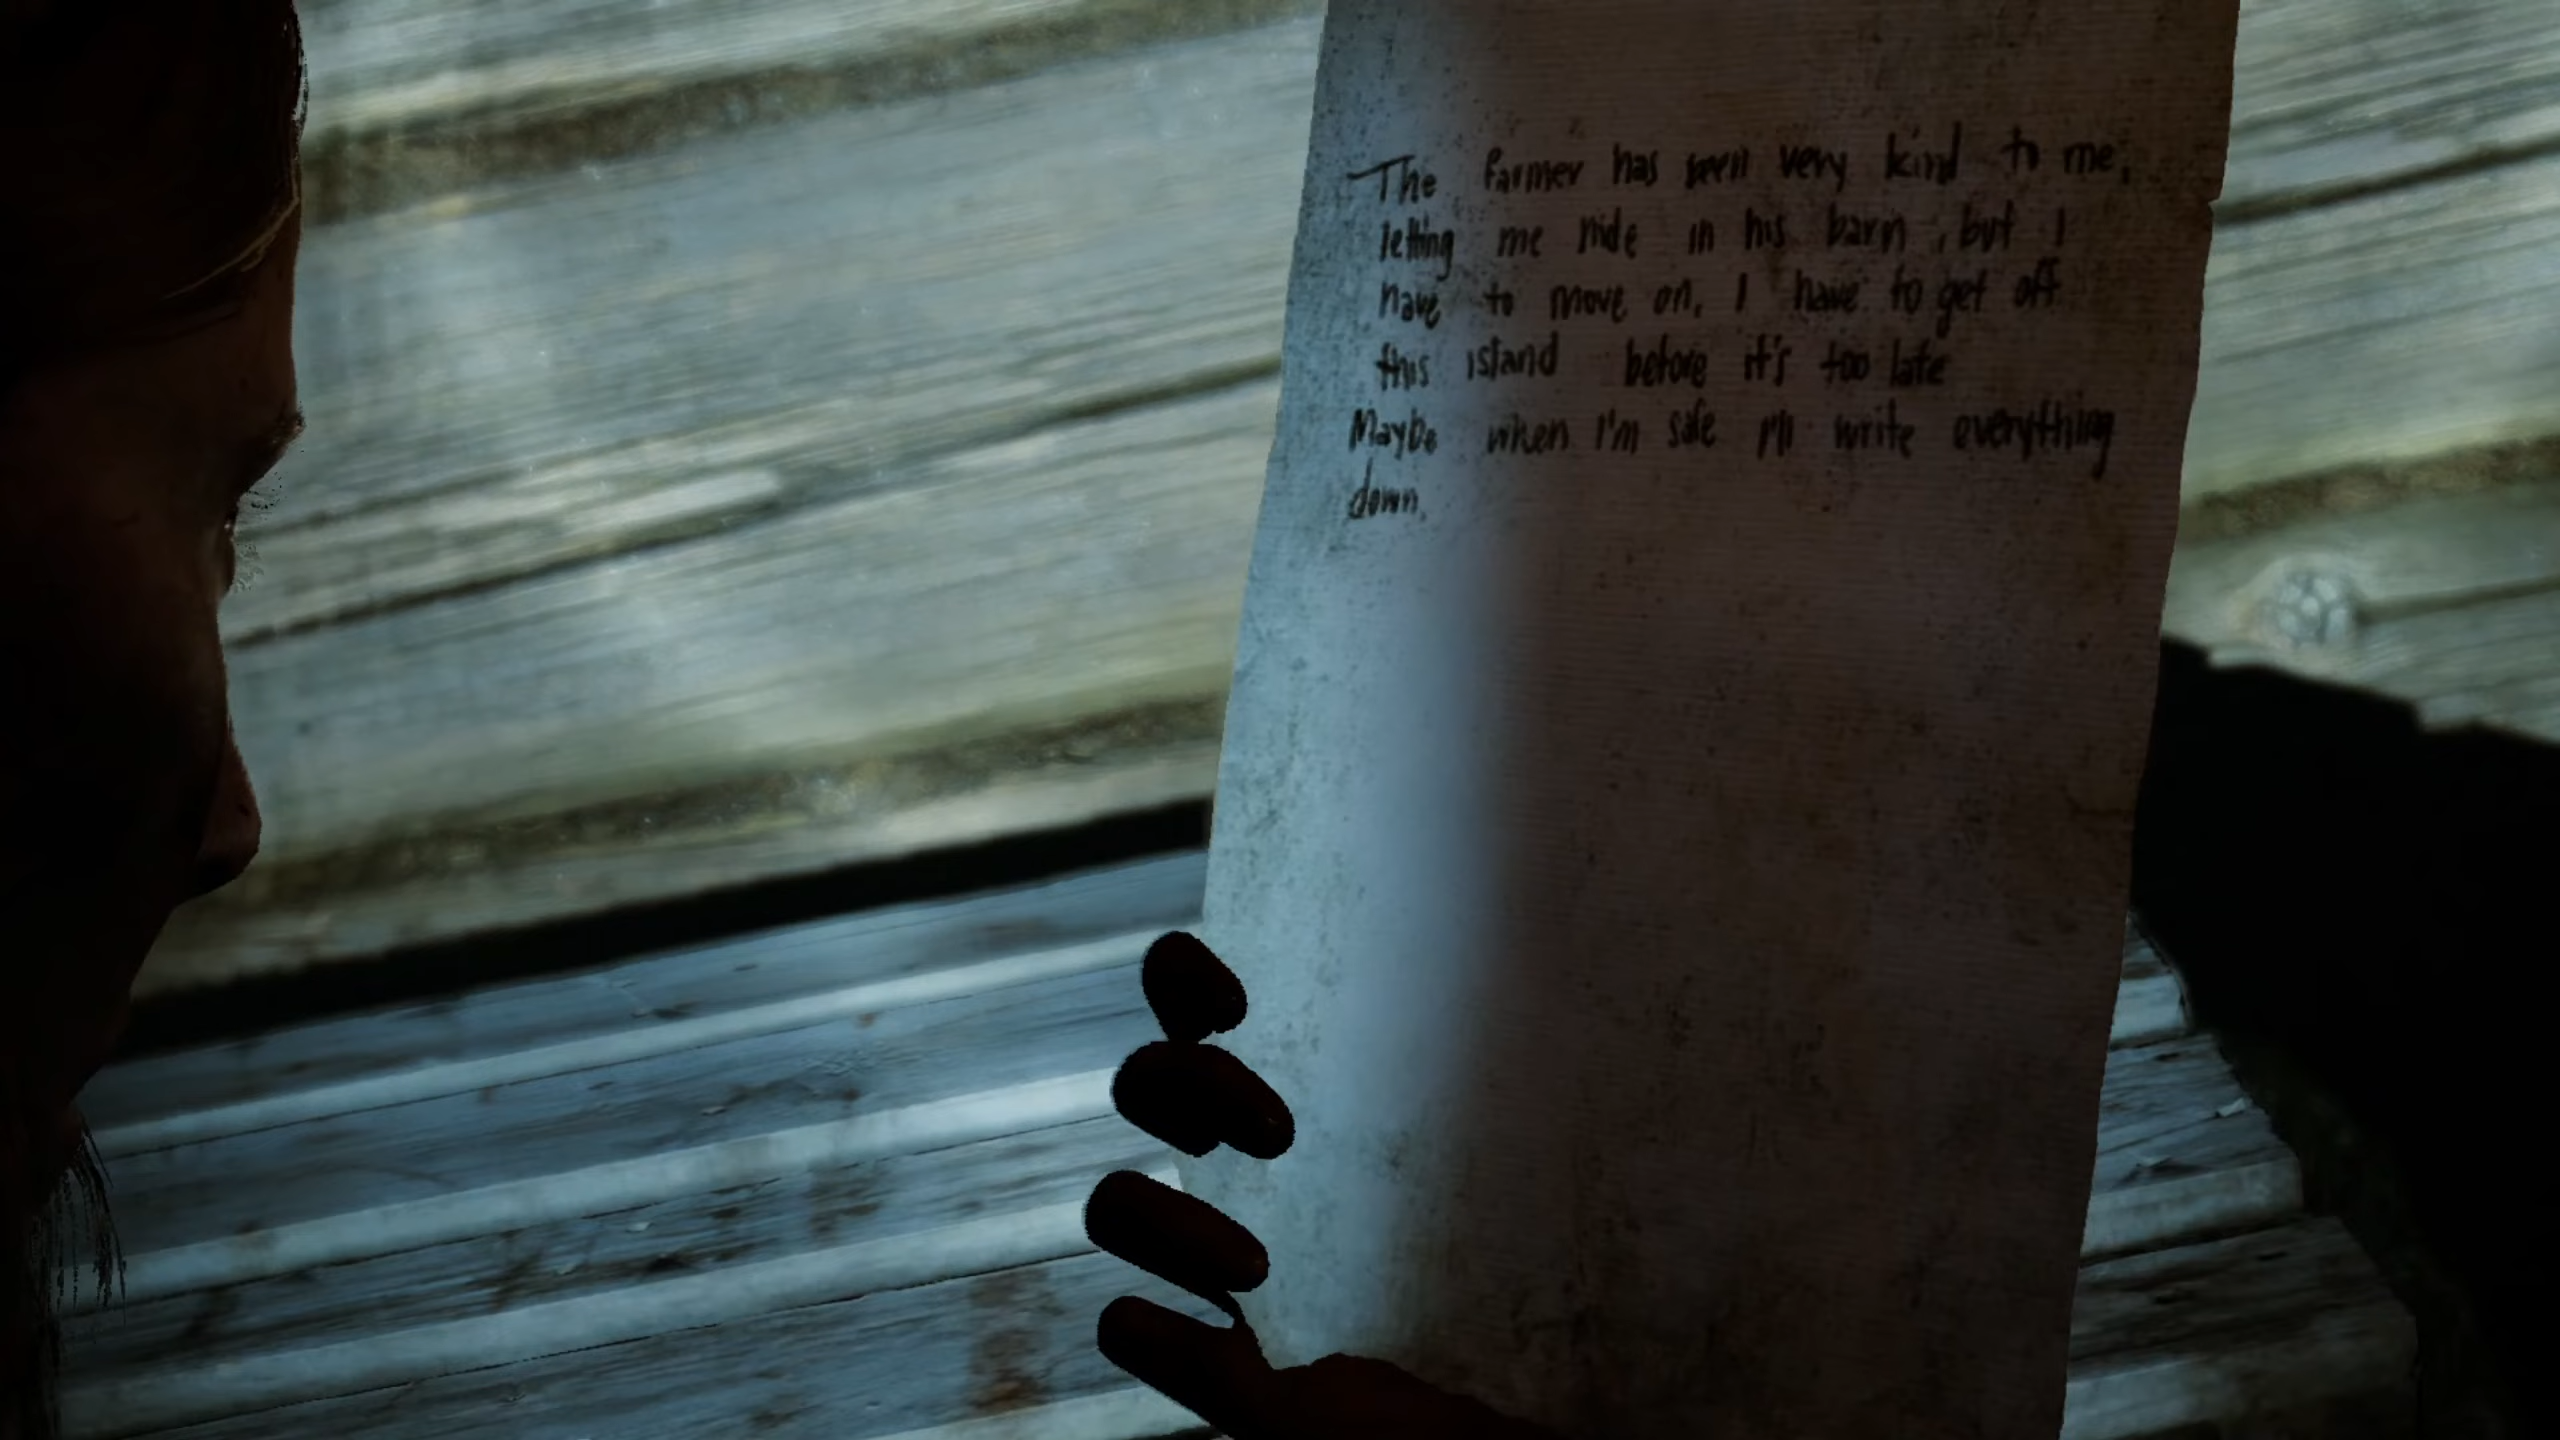 The farmer has been very kind to me,
letting me hide in his barn, but I
have to move on. I have to get off
this island before it's too late
Maybe when I'm safe I'll write everything
down.